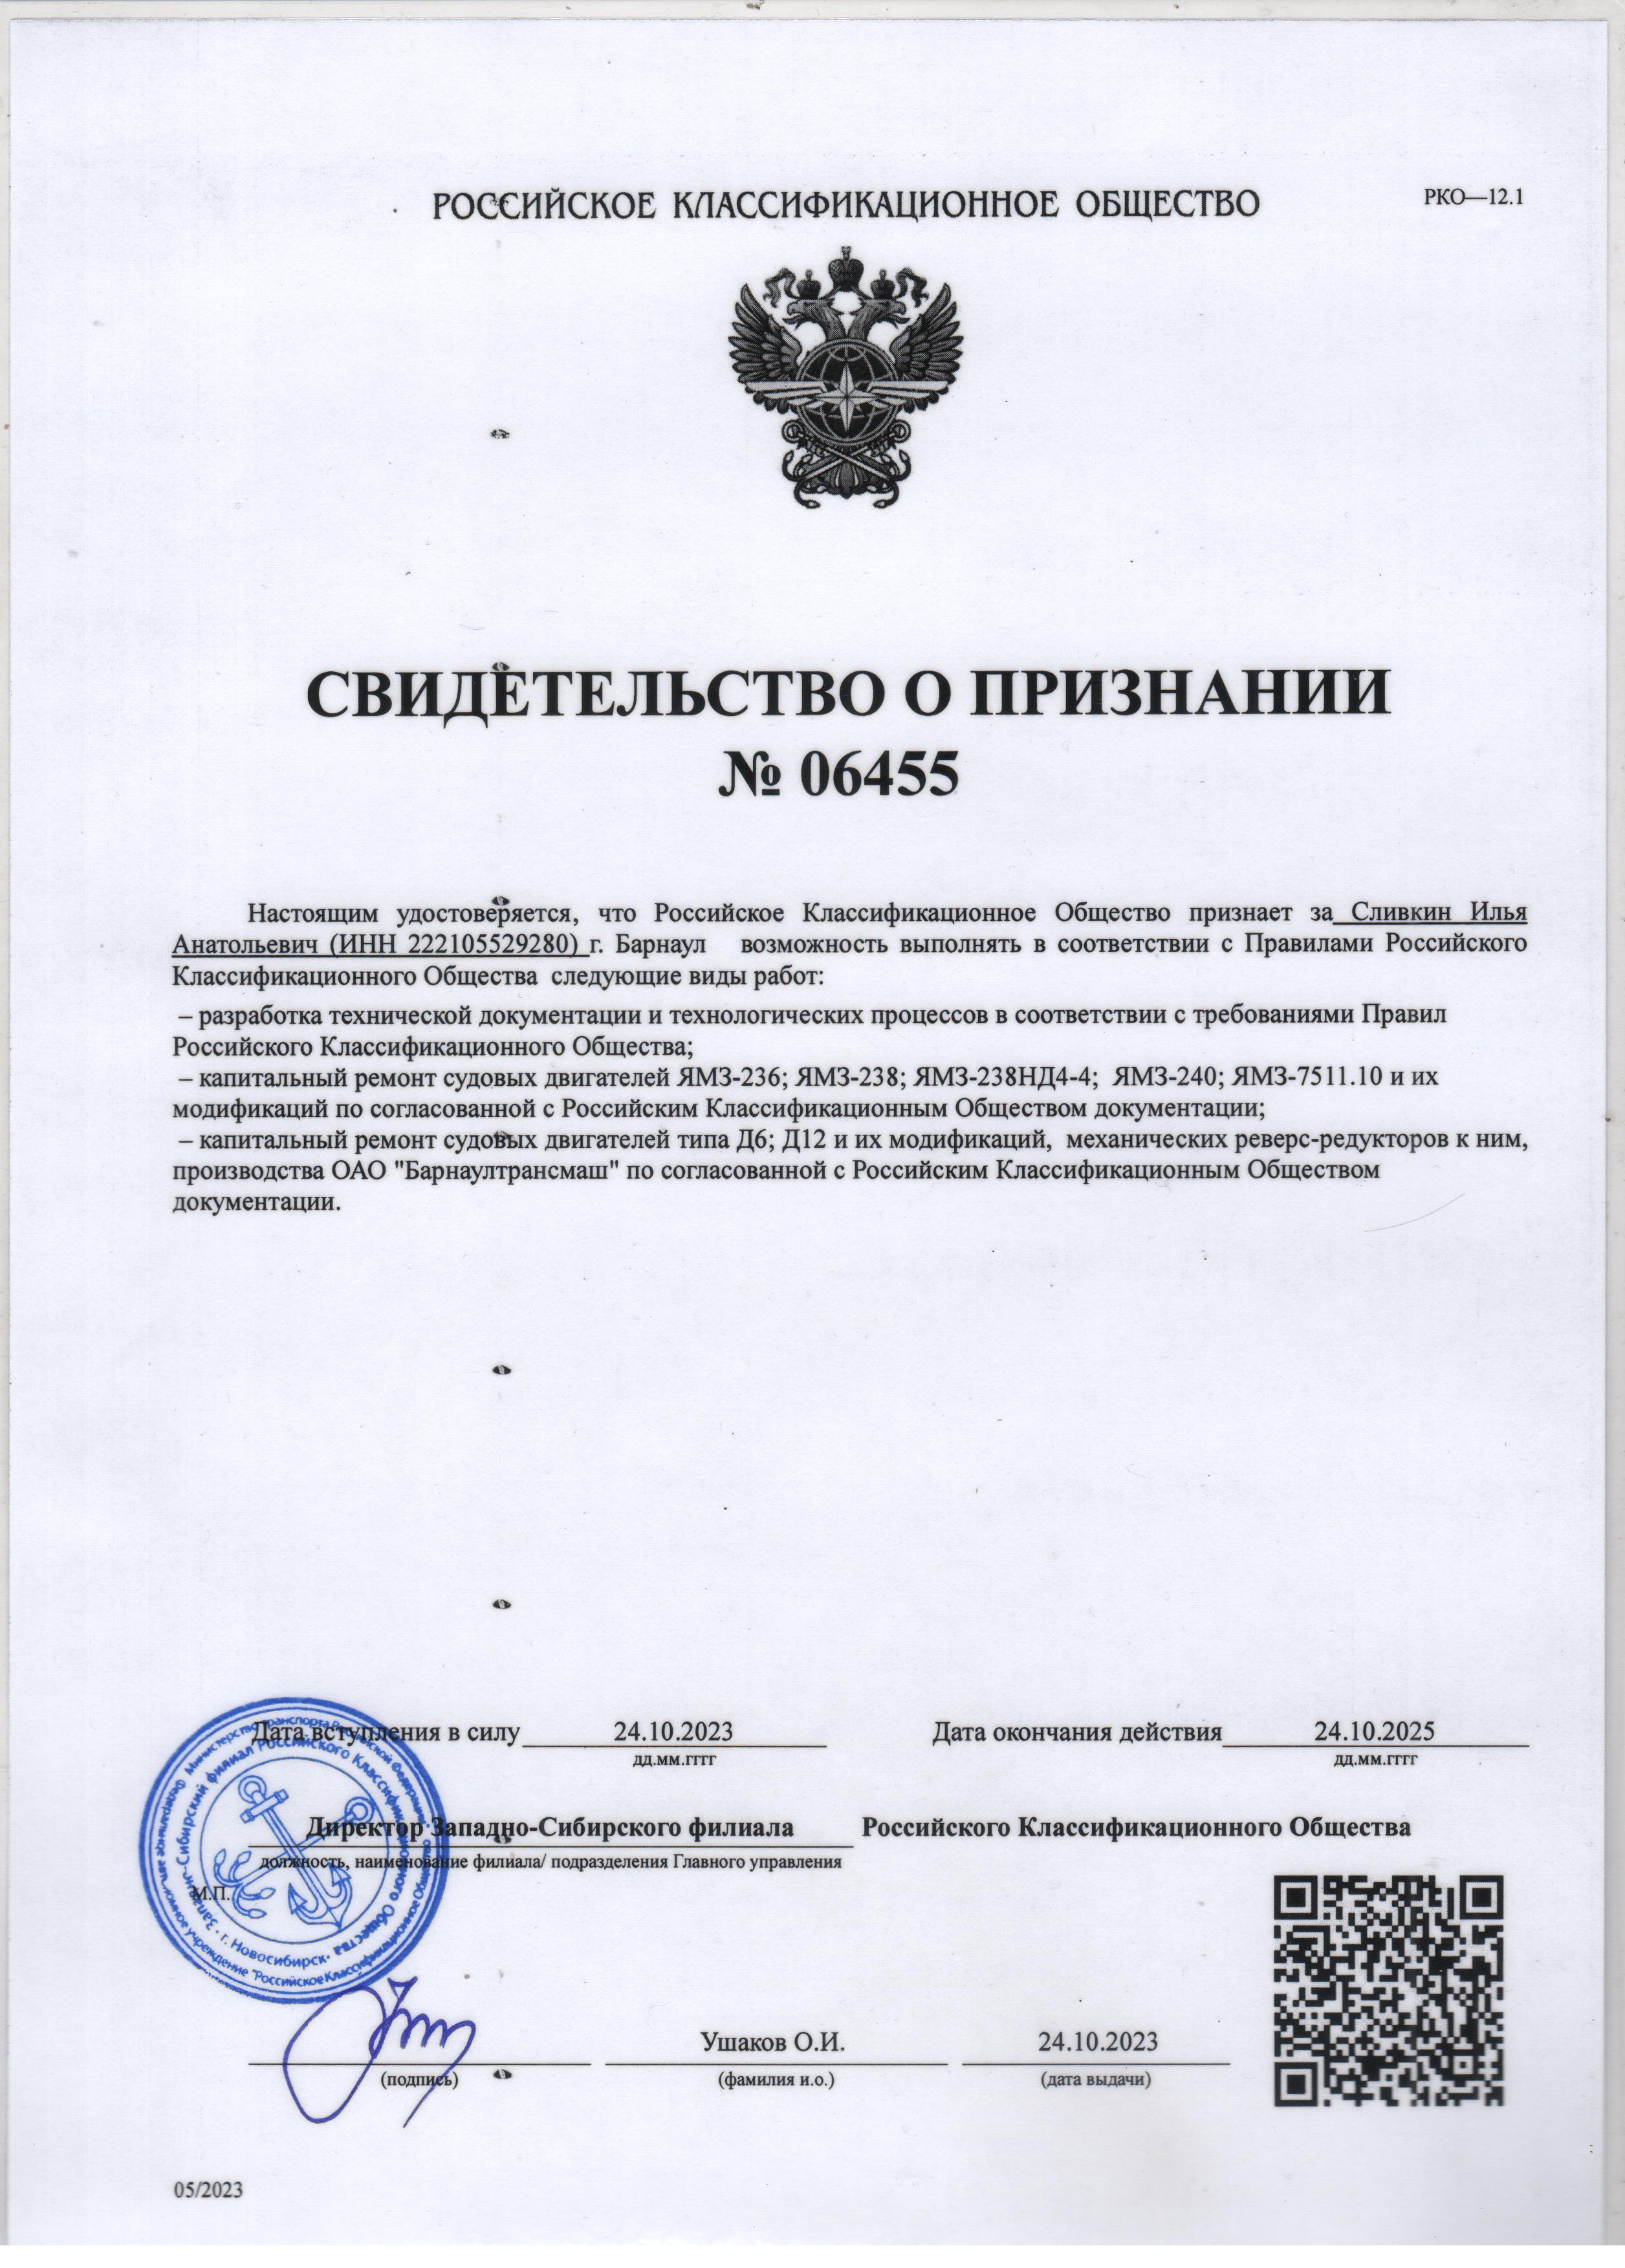 РОССИЙСКОЕ КЛАССИФИКАЦИОННОЕ ОБЩЕСТВО
РКО—12.1
СВИДЕТЕЛЬСТВО О ПРИЗНАНИИ
№ 06455
Настоящим удостоверяется, что Российское Классификационное Общество признает за Сливкин Илья
Анатольевич (ИНН 222105529280) г. Барнаул возможность выполнять в соответствии с Правилами Российского
Классификационного Общества следующие виды работ:
– разработка технической документации и технологических процессов в соответствии с требованиями Правил
Российского Классификационного Общества;
– капитальный ремонт судовых двигателей ЯМЗ-236; ЯМЗ-238; ЯМЗ-238НД4-4; ЯМЗ-240; ЯМЗ-7511.10 и их
модификаций по согласованной с Российским Классификационным Обществом документации;
– капитальный ремонт судовых двигателей типа Д6; Д12 и их модификаций, механических реверс-редукторов к ним,
производства ОАО "Барнаултрансмаш" по согласованной с Российским Классификационным Обществом
документации.
Дата вступления в силу 24.10.2023 Дата окончания действия 24.10.2025
дд.мм.гггг дд.мм.гггг
Директор Западно-Сибирского филиала Российского Классификационного Общества
должность, наименование филиала/ подразделения Главного управления
М.П.
Министерство транспорта Российской Федерации
учреждение "Российское Классификационное
Западно-Сибирский филиал Российского Классификационного Общества
г. Новосибирск
Ушаков О.И. 24.10.2023
(подпись) (фамилия и.о.) (дата выдачи)
05/2023